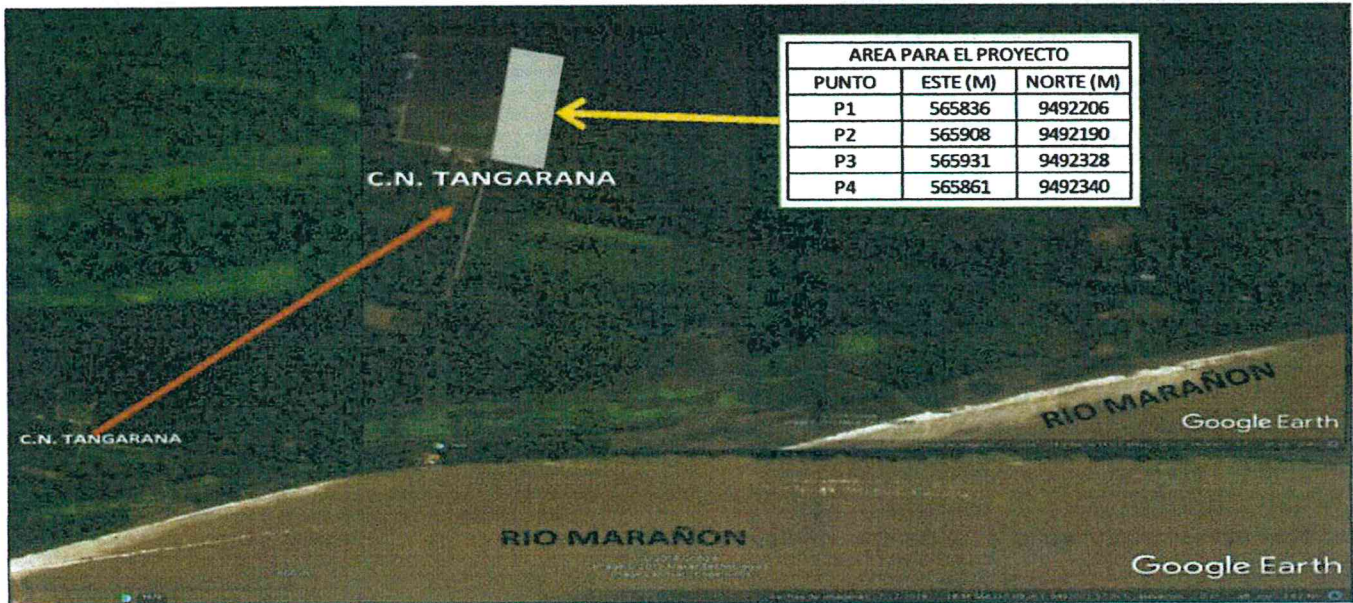 AREA PARA EL PROYECTO
PUNTO ESTE (M) NORTE (M)
P1 565836 9492206
P2 565908 9492190
P3 565931 9492328
P4 565861 9492340
C.N. TANGARANA
RIO MARAÑON
Google Earth
C.N. TANGARANA
RIO MARAÑON
Google Earth